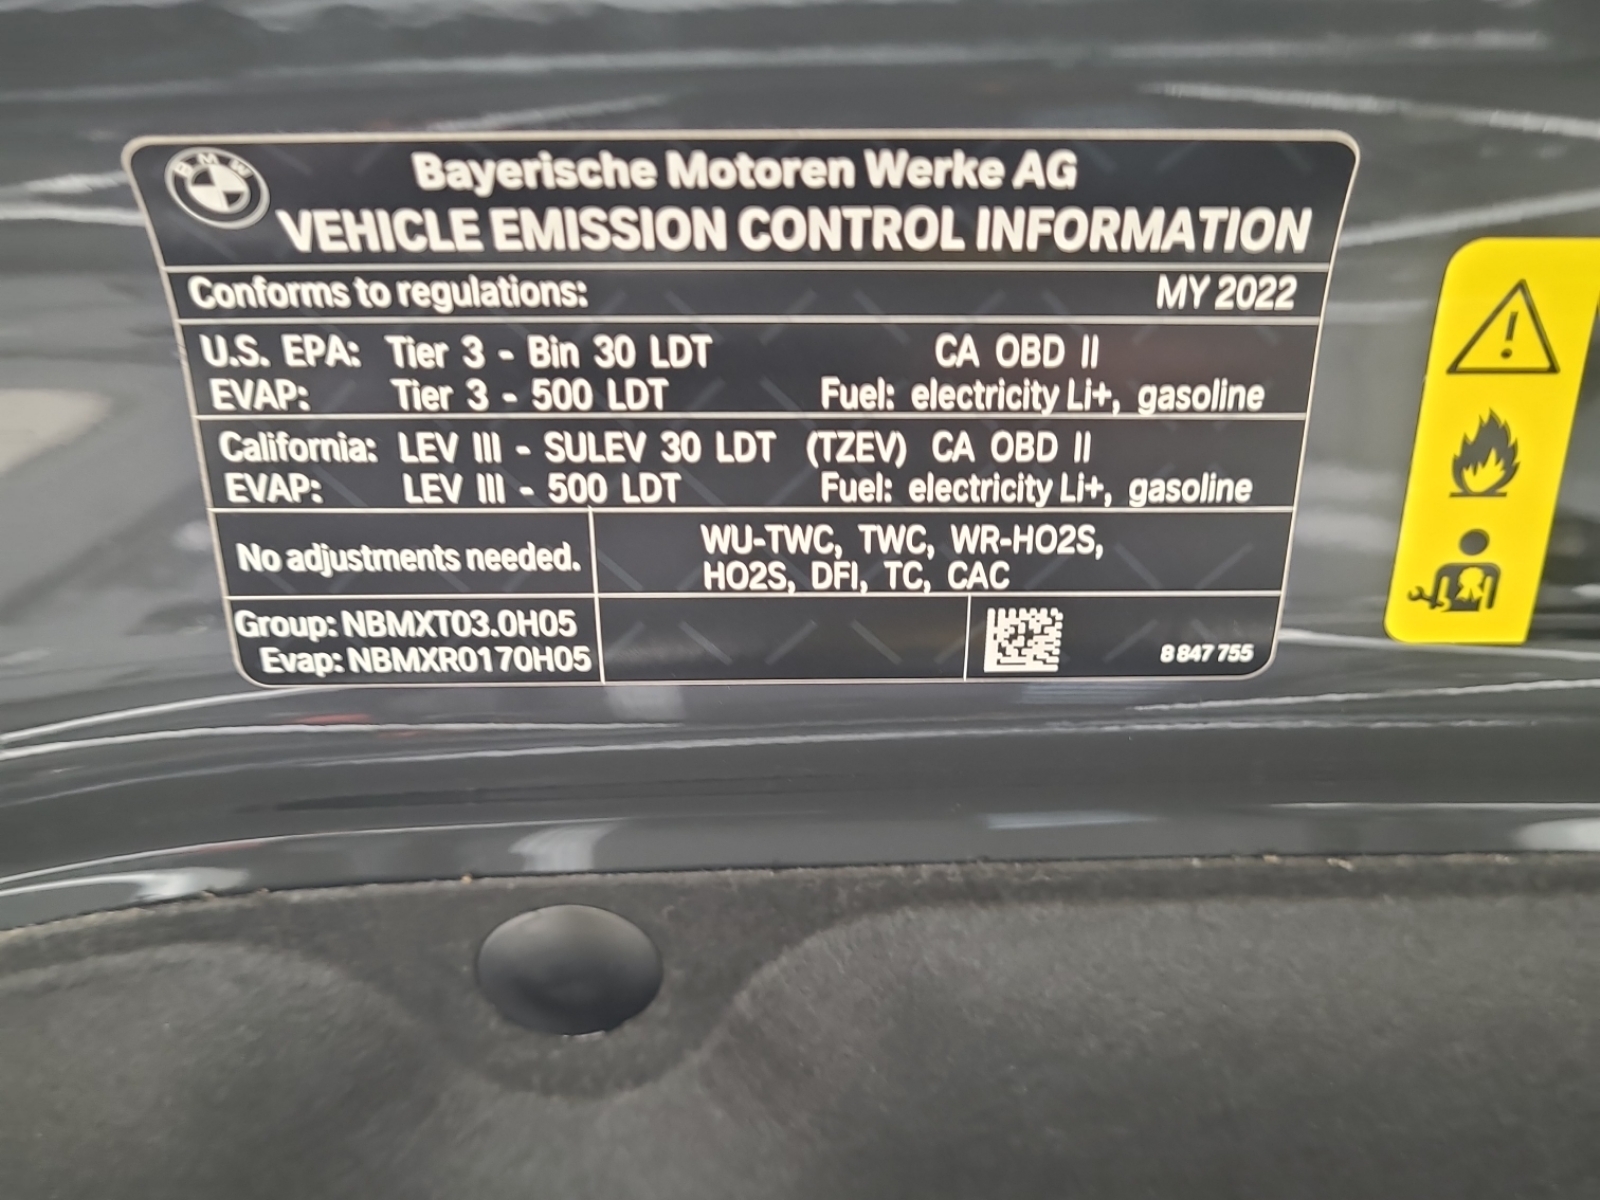 BMW
Bayerische Motoren Werke AG
VEHICLE EMISSION CONTROL INFORMATION
Conforms to regulations: MY 2022
U.S. EPA: Tier 3 - Bin 30 LDT CA OBD II
EVAP: Tier 3 - 500 LDT Fuel: electricity Li+, gasoline
California: LEV III - SULEV 30 LDT (TZEV) CA OBD II
EVAP: LEV III - 500 LDT Fuel: electricity Li+, gasoline
No adjustments needed.
WU-TWC, TWC, WR-HO2S,
HO2S, DFI, TC, CAC
Group: NBMXT03.0H05
Evap: NBMXR0170H05
8 847 755